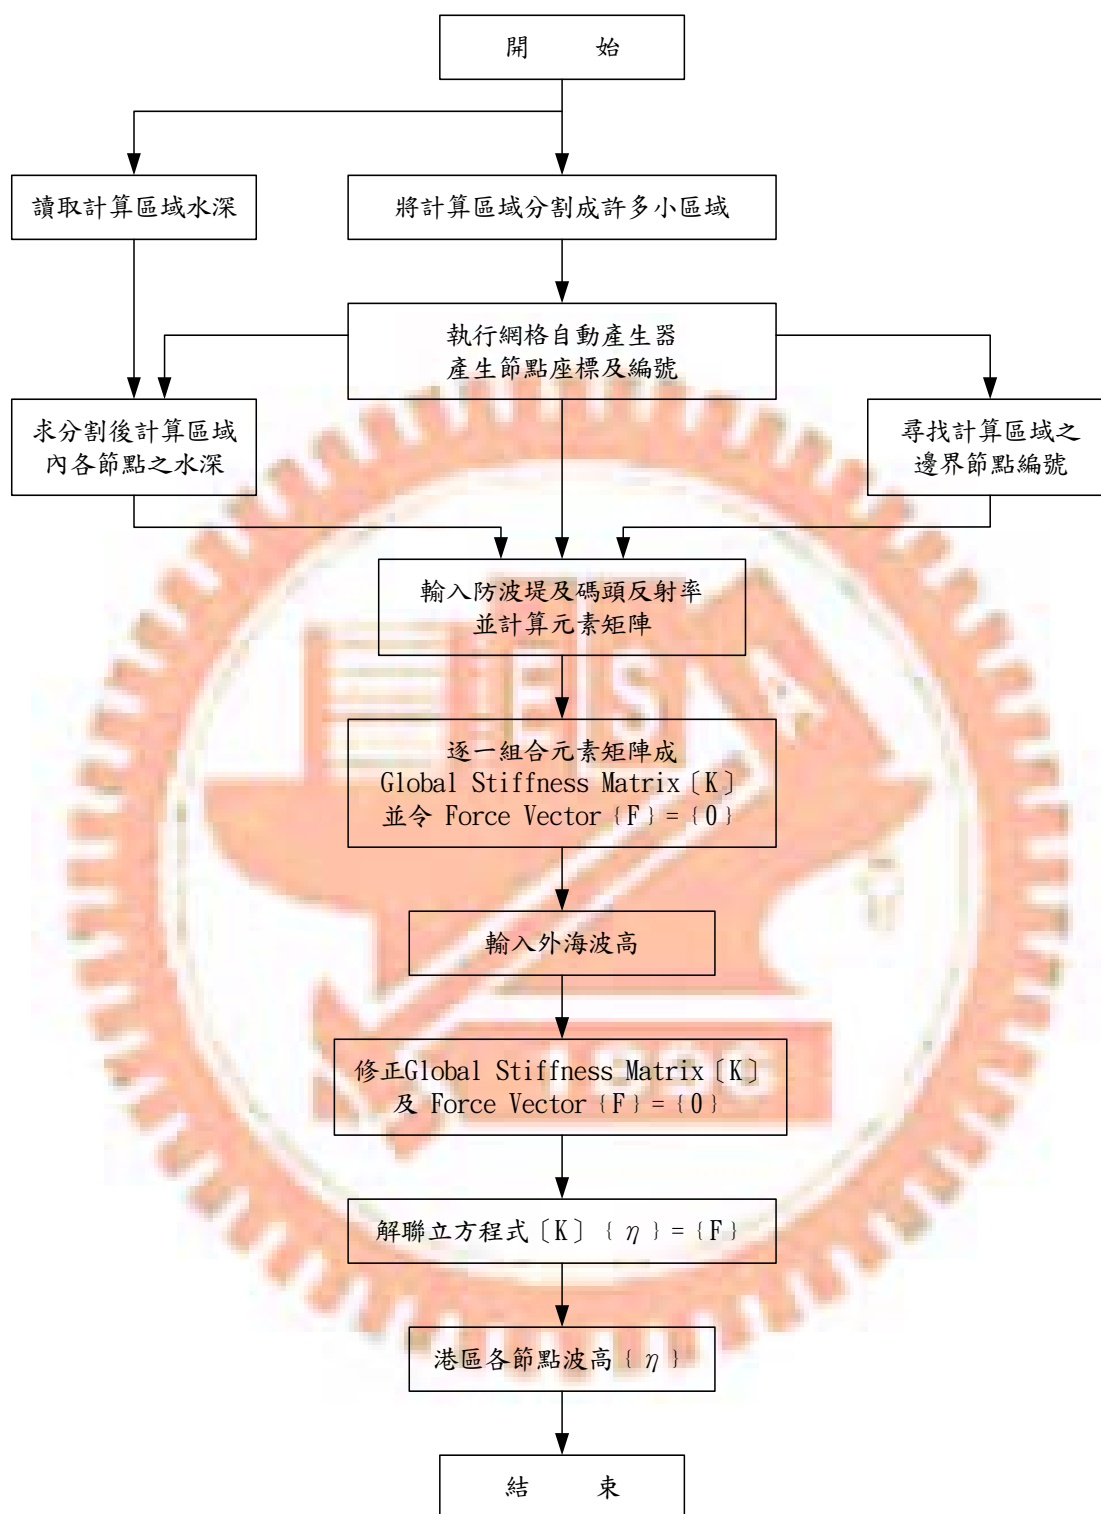 開 始
讀取計算區域水深
將計算區域分割成許多小區域
執行網格自動產生器
產生節點座標及編號
求分割後計算區域
內各節點之水深
尋找計算區域之
邊界節點編號
輸入防波堤及碼頭反射率
並計算元素矩陣
逐一組合元素矩陣成
Global Stiffness Matrix〔K〕
並令 Force Vector﹛F﹜=﹛0﹜
輸入外海波高
修正Global Stiffness Matrix〔K〕
及 Force Vector﹛F﹜=﹛0﹜
解聯立方程式〔K〕﹛η﹜=﹛F﹜
港區各節點波高﹛η﹜
結 束
E S A
1896